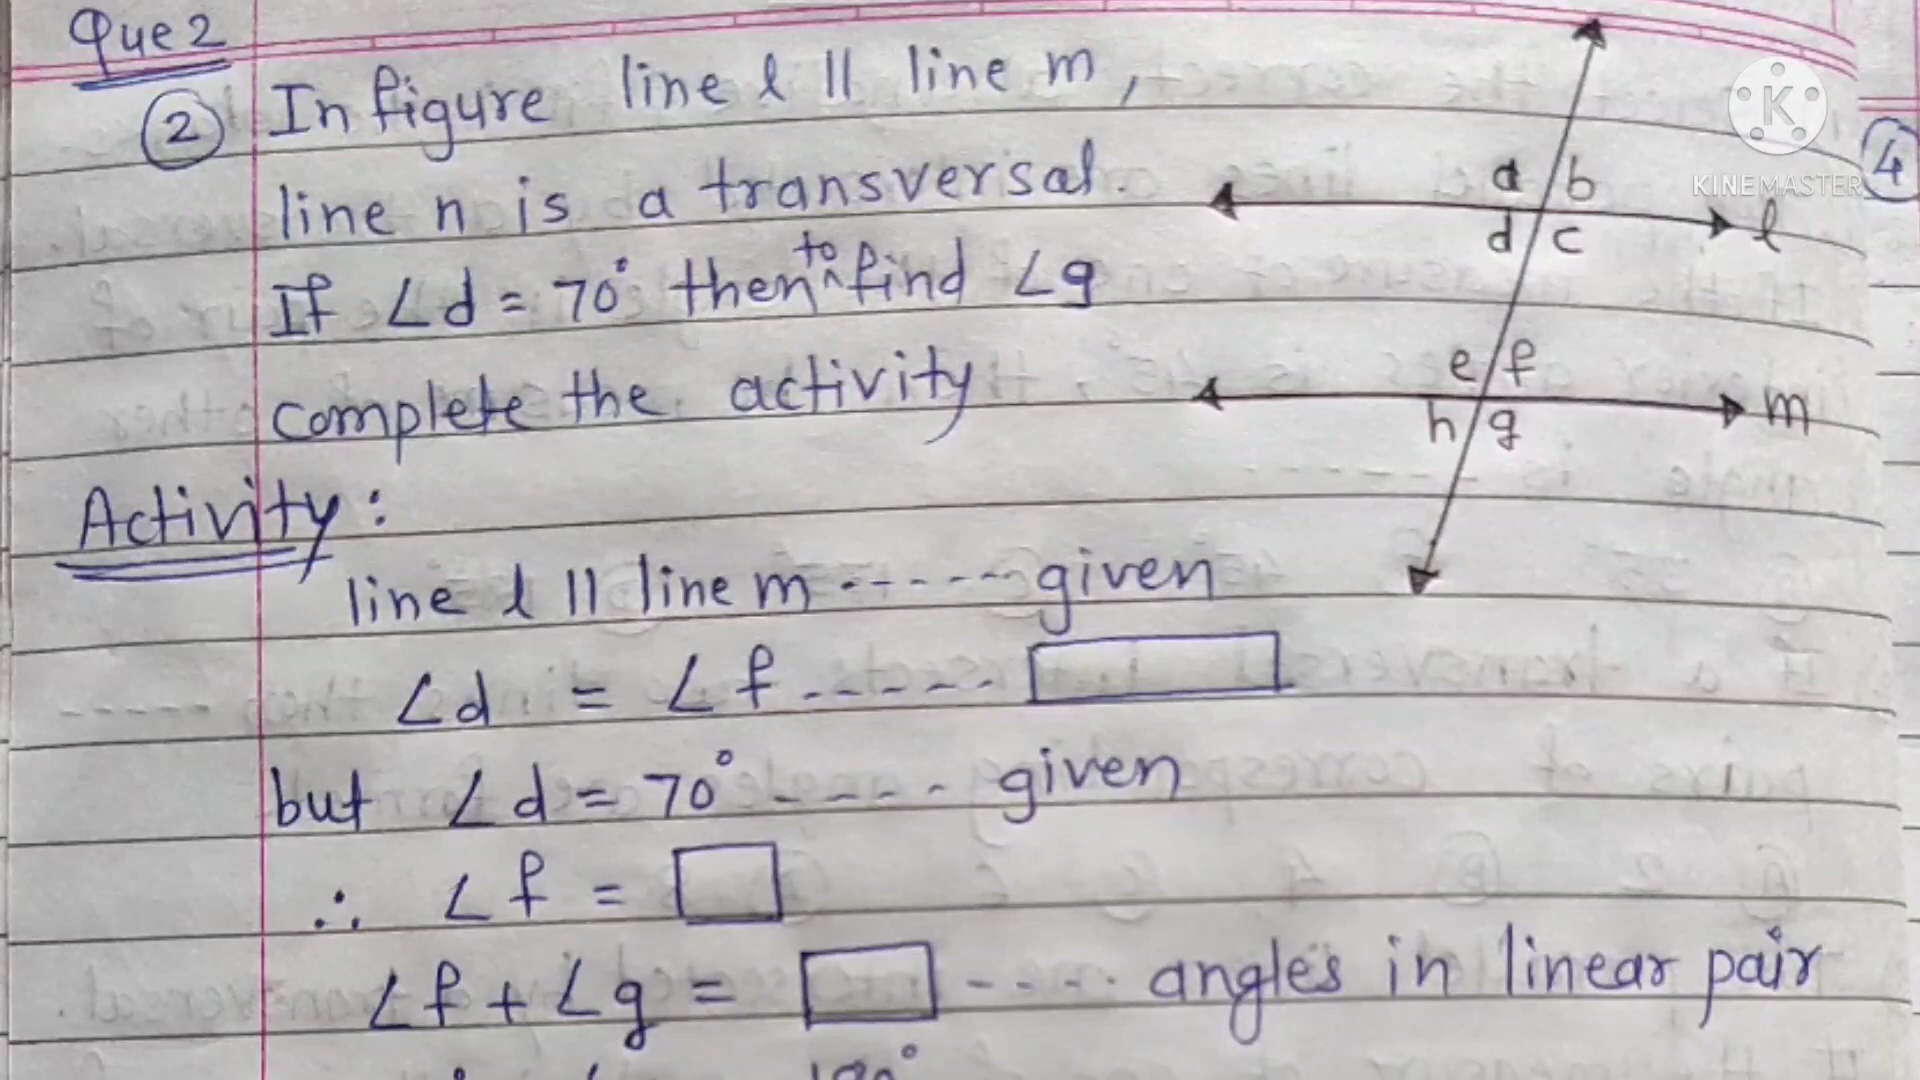 Que 2
② In figure line l || line m,
line n is a transversal.
If ∠d = 70° then to find ∠g
complete the activity
a b
d c l
e f
h g m
K
KINEMASTER
④
Activity:
line l || line m ------ given
∠d = ∠f ------
but ∠d = 70° ----- given
∴ ∠f =
∠f + ∠g = ---- angles in linear pair